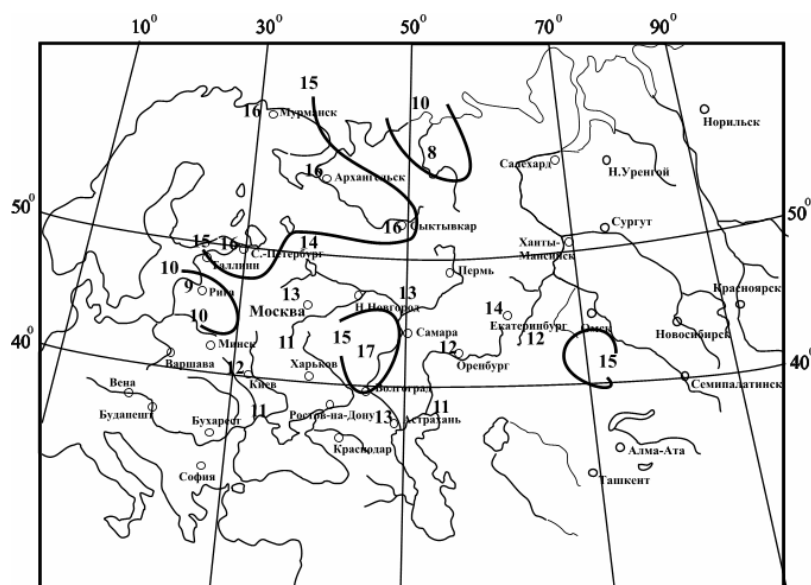 10⁰ 30⁰ 50⁰ 70⁰ 90⁰
15
10
16 Мурманск
Норильск
8
16
Архангельск
Салехард
Н.Уренгой
50⁰
50⁰
16 Сыктывкар
Сургут
15 16 С.-Петербург
14
Ханты-
Мансийск
Таллинн
10
Пермь
9 Рига
13
13
Красноярск
Москва
Н.Новгород
14
10
15
Самара
Екатеринбург
Омск
Новосибирск
40⁰
Минск
11
12
12
17
40⁰
Варшава
12
Харьков
Оренбург
15
Киев
Семипалатинск
Вена
Волгоград
Будапешт
11
Ростов-на-Дону
11
Бухарест
13 Астрахань
Краснодар
Алма-Ата
София
Ташкент